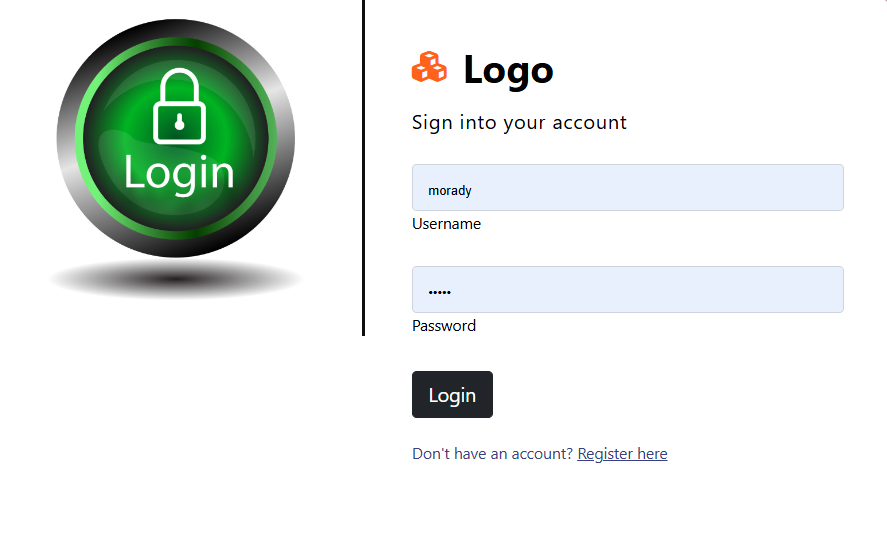 Login
Logo
Sign into your account
morady
Username
•••••
Password
Login
Don't have an account? Register here